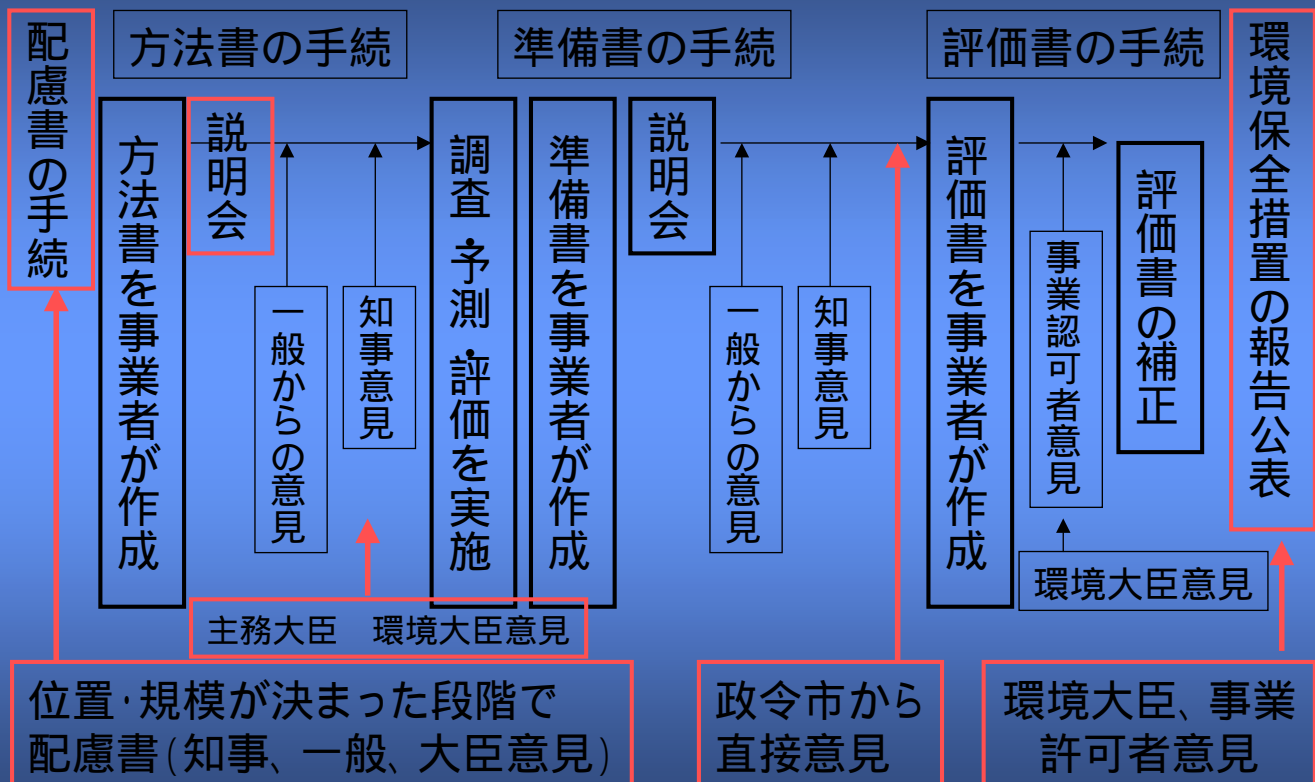 配慮書の手続
方法書の手続
準備書の手続
評価書の手続
環境保全措置の報告公表
方法書を事業者が作成
説明会
一般からの意見
知事意見
調査・予測・評価を実施
準備書を事業者が作成
説明会
一般からの意見
知事意見
評価書を事業者が作成
事業認可者意見
評価書の補正
環境大臣意見
主務大臣 環境大臣意見
位置・規模が決まった段階で
配慮書(知事、一般、大臣意見)
政令市から
直接意見
環境大臣、事業
許可者意見